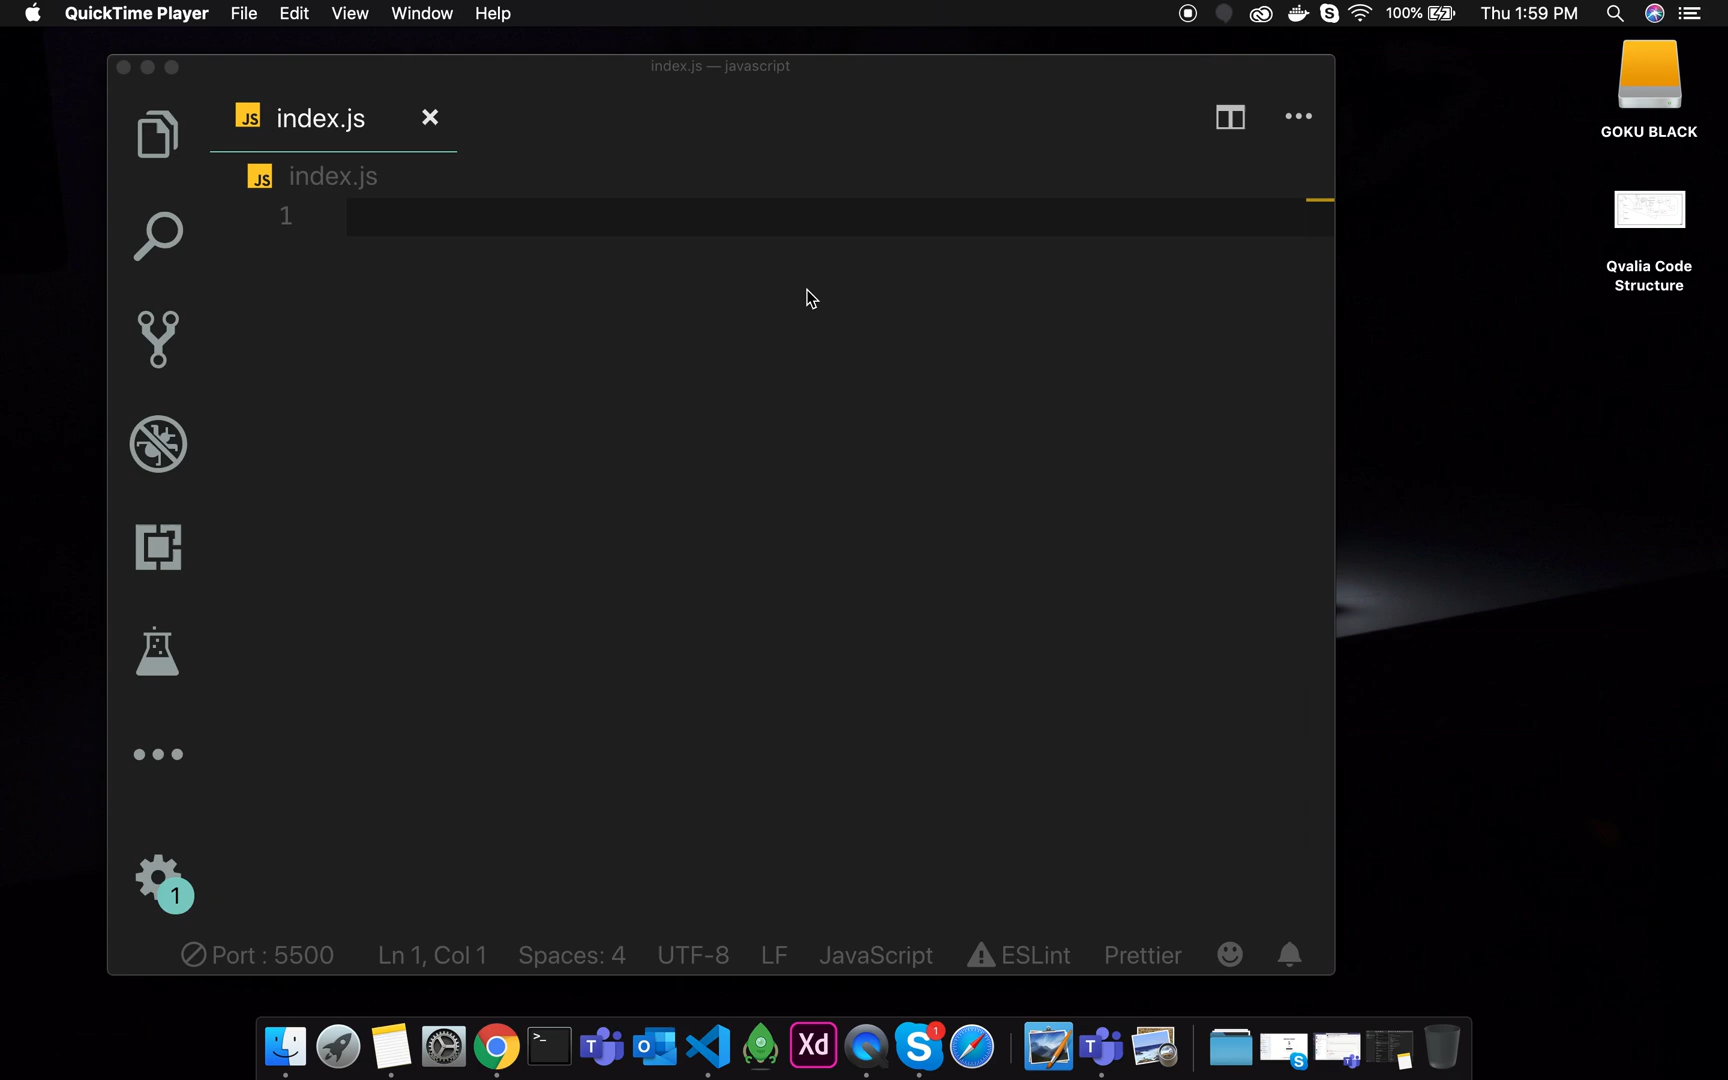 QuickTime Player File Edit View Window Help 100% Thu 1:59 PM
index.js — javascript
JS index.js
JS index.js
1
GOKU BLACK
Qvalia Code
Structure
1
Port : 5500 Ln 1, Col 1 Spaces: 4 UTF-8 LF JavaScript ESLint Prettier
Xd
1